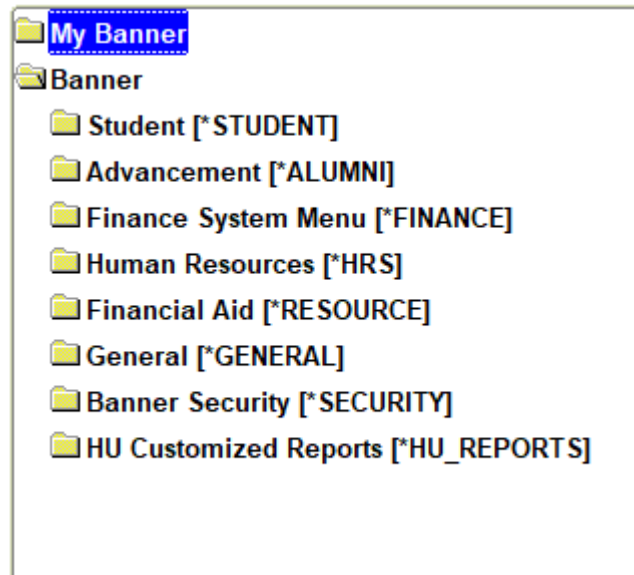 My Banner
Banner
Student [*STUDENT]
Advancement [*ALUMNI]
Finance System Menu [*FINANCE]
Human Resources [*HRS]
Financial Aid [*RESOURCE]
General [*GENERAL]
Banner Security [*SECURITY]
HU Customized Reports [*HU_REPORTS]